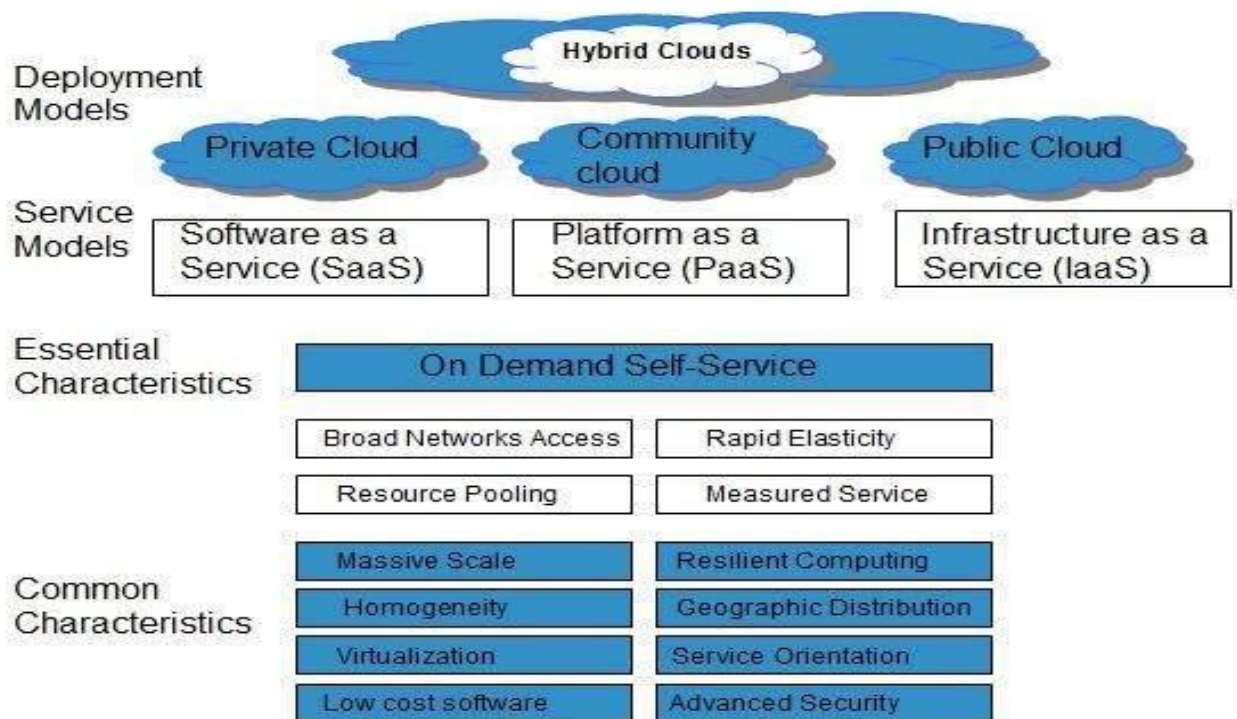 Hybrid Clouds
Deployment
Models
Private Cloud
Community
cloud
Public Cloud
Service
Models
Software as a
Service (SaaS)
Platform as a
Service (PaaS)
Infrastructure as a
Service (IaaS)
Essential
Characteristics
On Demand Self-Service
Broad Networks Access
Rapid Elasticity
Resource Pooling
Measured Service
Common
Characteristics
Massive Scale
Resilient Computing
Homogeneity
Geographic Distribution
Virtualization
Service Orientation
Low cost software
Advanced Security